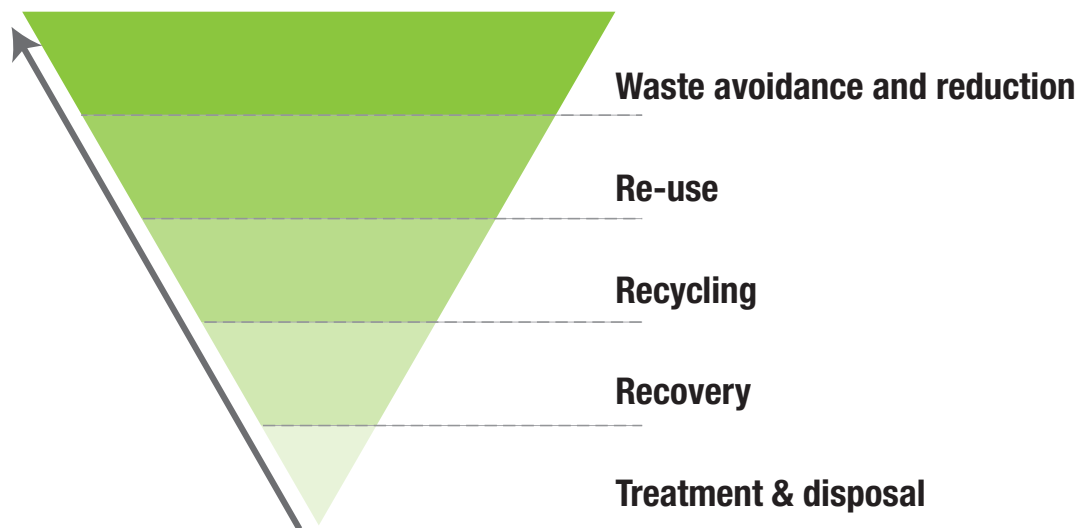 Waste avoidance and reduction
Re-use
Recycling
Recovery
Treatment & disposal